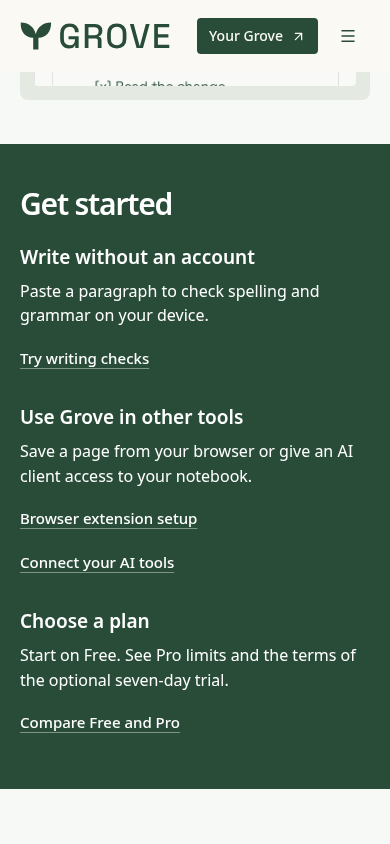 GROVE
Your Grove
[x] Read the change
Get started
Write without an account
Paste a paragraph to check spelling and
grammar on your device.
Try writing checks
Use Grove in other tools
Save a page from your browser or give an AI
client access to your notebook.
Browser extension setup
Connect your AI tools
Choose a plan
Start on Free. See Pro limits and the terms of
the optional seven-day trial.
Compare Free and Pro